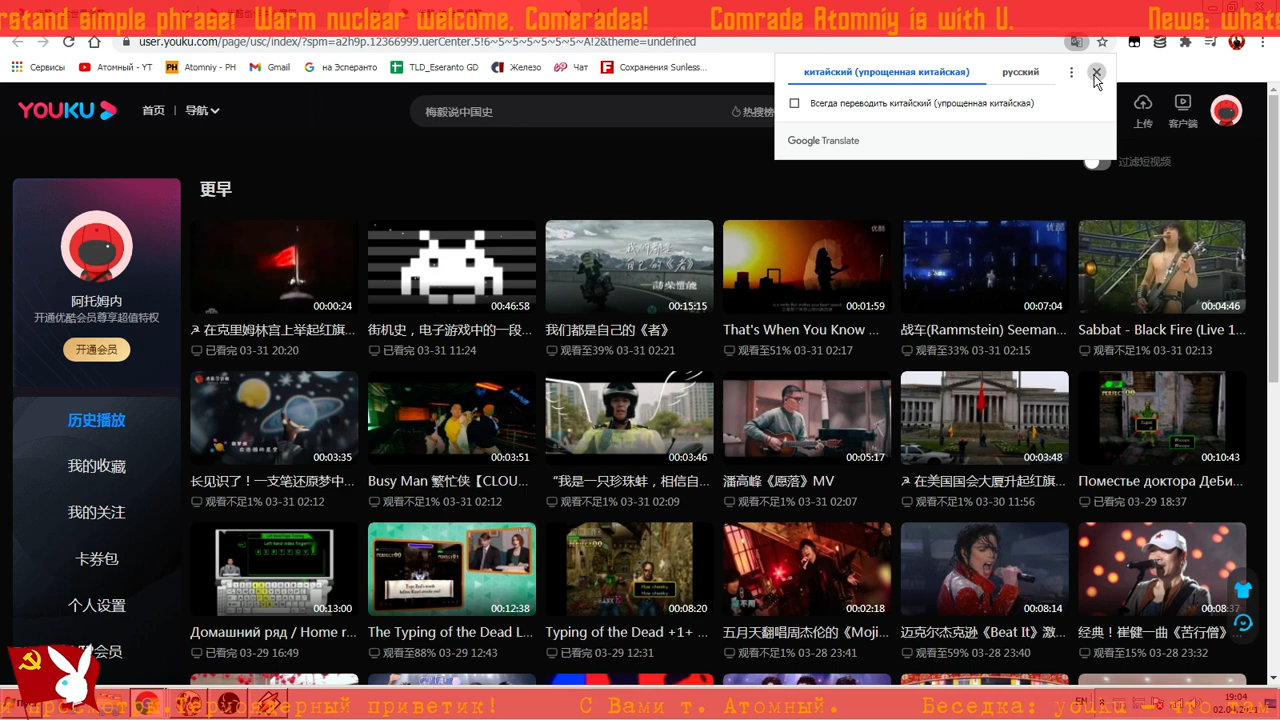 rstand simple phrase! Warm nuclear welcome, Comerades! Comrade Atomniy is with U. News: what
user.youku.com/page/usc/index/?spm=a2h9p.12366999.uerCenter.5!6~5~5~5~5~5~5~A!2&theme=undefined
Сервисы Атомный - YT Atomniy - PH Gmail на Эсперанто TLD_Eseranto GD Железо Чат Сохранения Sunless...
китайский (упрощенная китайская) русский
Всегда переводить китайский (упрощенная китайская)
Google Translate
YOUKU 首页 | 导航 梅毅说中国史 热搜榜 上传 客户端
过滤短视频
更早
阿托姆内
开通优酷会员尊享超值特权
开通会员
历史播放
我的收藏
我的关注
卡券包
个人设置
会员
00:00:24 00:46:58 00:15:15 00:01:59 00:07:04 00:04:46
在克里姆林宫上举起红旗... 街机史，电子游戏中的一段... 我们都是自己的《者》 That's When You Know ... 战车(Rammstein) Seeman... Sabbat - Black Fire (Live 1...
已看完 03-31 20:20 已看完 03-31 11:24 观看至39% 03-31 02:21 观看至51% 03-31 02:17 观看至33% 03-31 02:15 观看不足1% 03-31 02:13
00:03:35 00:03:51 00:03:46 00:05:17 00:03:48 00:10:43
长见识了！一支笔还原梦中... Busy Man 繁忙侠【CLOU... “我是一只珍珠蚌，相信自... 潘高峰《愿落》MV ☭ 在美国国会大厦升起红旗... Поместье доктора ДеБи...
观看不足1% 03-31 02:12 观看不足1% 03-31 02:12 观看不足1% 03-31 02:09 观看不足1% 03-31 02:07 观看不足1% 03-30 11:56 已看完 03-29 18:37
00:13:00 00:12:38 00:08:20 00:02:18 00:08:14 00:08:37
Домашний ряд / Home r... The Typing of the Dead L... Typing of the Dead +1+ ... 五月天翻唱周杰伦的《Moji... 迈克尔杰克逊《Beat It》激... 经典！崔健一曲《苦行僧》...
已看完 03-29 16:49 观看至88% 03-29 12:43 已看完 03-29 12:31 观看不足1% 03-28 23:41 观看至59% 03-28 23:40 观看至15% 03-28 23:32
Термоядерный приветик! С Вами т. Атомный. Беседка: youku - что
EN 19:04